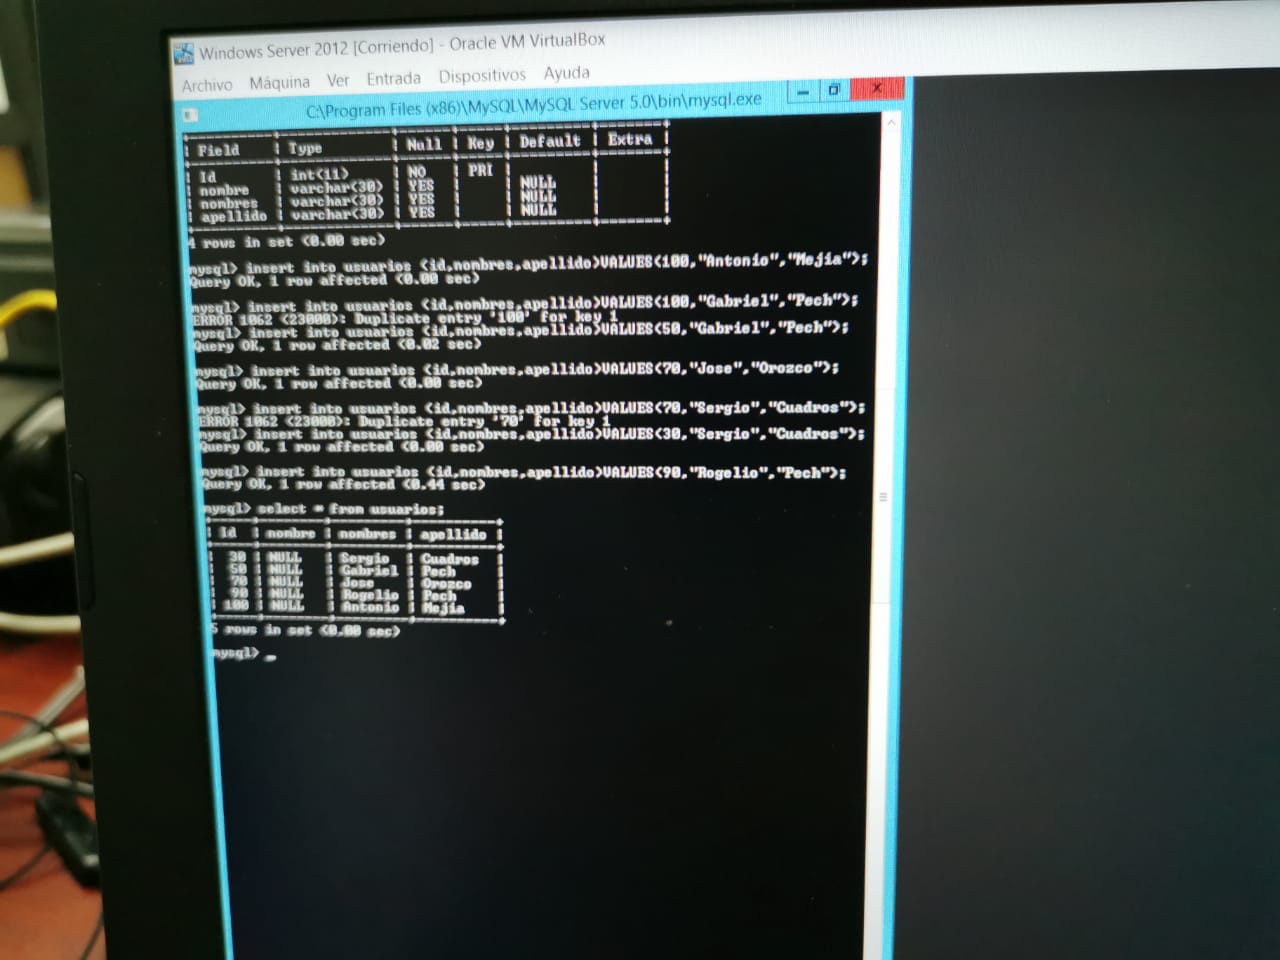 Windows Server 2012 [Corriendo] - Oracle VM VirtualBox
Archivo Máquina Ver Entrada Dispositivos Ayuda
C:\Program Files (x86)\MySQL\MySQL Server 5.0\bin\mysql.exe
| Field | Type | Null | Key | Default | Extra |
| Id | int(11) | NO | PRI | | |
| nombre | varchar(30) | YES | | NULL | |
| nombres | varchar(30) | YES | | NULL | |
| apellido | varchar(30) | YES | | NULL | |
4 rows in set (0.00 sec)
mysql> insert into usuarios (id,nombres,apellido)VALUES(100,"Antonio","Mejia");
Query OK, 1 row affected (0.00 sec)
mysql> insert into usuarios (id,nombres,apellido)VALUES(100,"Gabriel","Pech");
ERROR 1062 (23000): Duplicate entry '100' for key 1
mysql> insert into usuarios (id,nombres,apellido)VALUES(50,"Gabriel","Pech");
Query OK, 1 row affected (0.02 sec)
mysql> insert into usuarios (id,nombres,apellido)VALUES(70,"Jose","Orozco");
Query OK, 1 row affected (0.00 sec)
mysql> insert into usuarios (id,nombres,apellido)VALUES(70,"Sergio","Cuadros");
ERROR 1062 (23000): Duplicate entry '70' for key 1
mysql> insert into usuarios (id,nombres,apellido)VALUES(30,"Sergio","Cuadros");
Query OK, 1 row affected (0.00 sec)
mysql> insert into usuarios (id,nombres,apellido)VALUES(90,"Rogelio","Pech");
Query OK, 1 row affected (0.44 sec)
mysql> select * from usuarios;
| Id | nombre | nombres | apellido |
| 30 | NULL | Sergio | Cuadros |
| 50 | NULL | Gabriel | Pech |
| 70 | NULL | Jose | Orozco |
| 90 | NULL | Rogelio | Pech |
| 100 | NULL | Antonio | Mejia |
5 rows in set (0.00 sec)
mysql> _